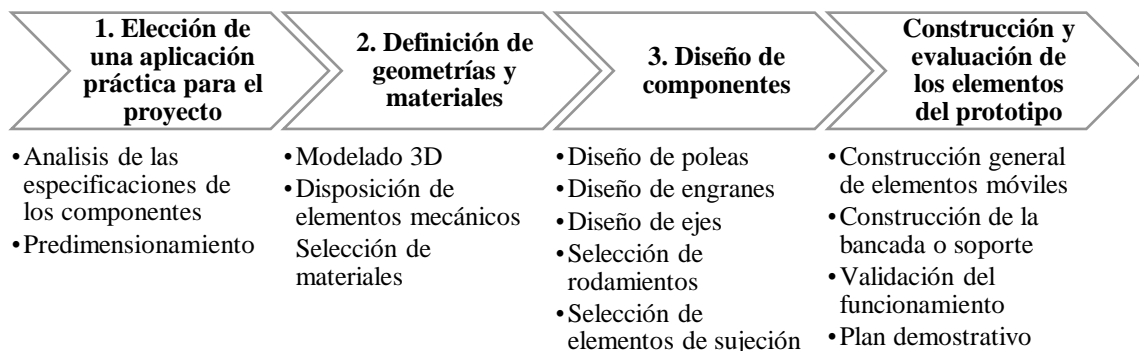 1. Elección de
una aplicación
práctica para el
proyecto
•Analisis de las
especificaciones de
los componentes
•Predimensionamiento
2. Definición de
geometrías y
materiales
•Modelado 3D
•Disposición de
elementos mecánicos
Selección de
materiales
3. Diseño de
componentes
•Diseño de poleas
•Diseño de engranes
•Diseño de ejes
•Selección de
rodamientos
•Selección de
elementos de sujeción
Construcción y
evaluación de
los elementos
del prototipo
•Construcción general
de elementos móviles
•Construcción de la
bancada o soporte
•Validación del
funcionamiento
•Plan demostrativo